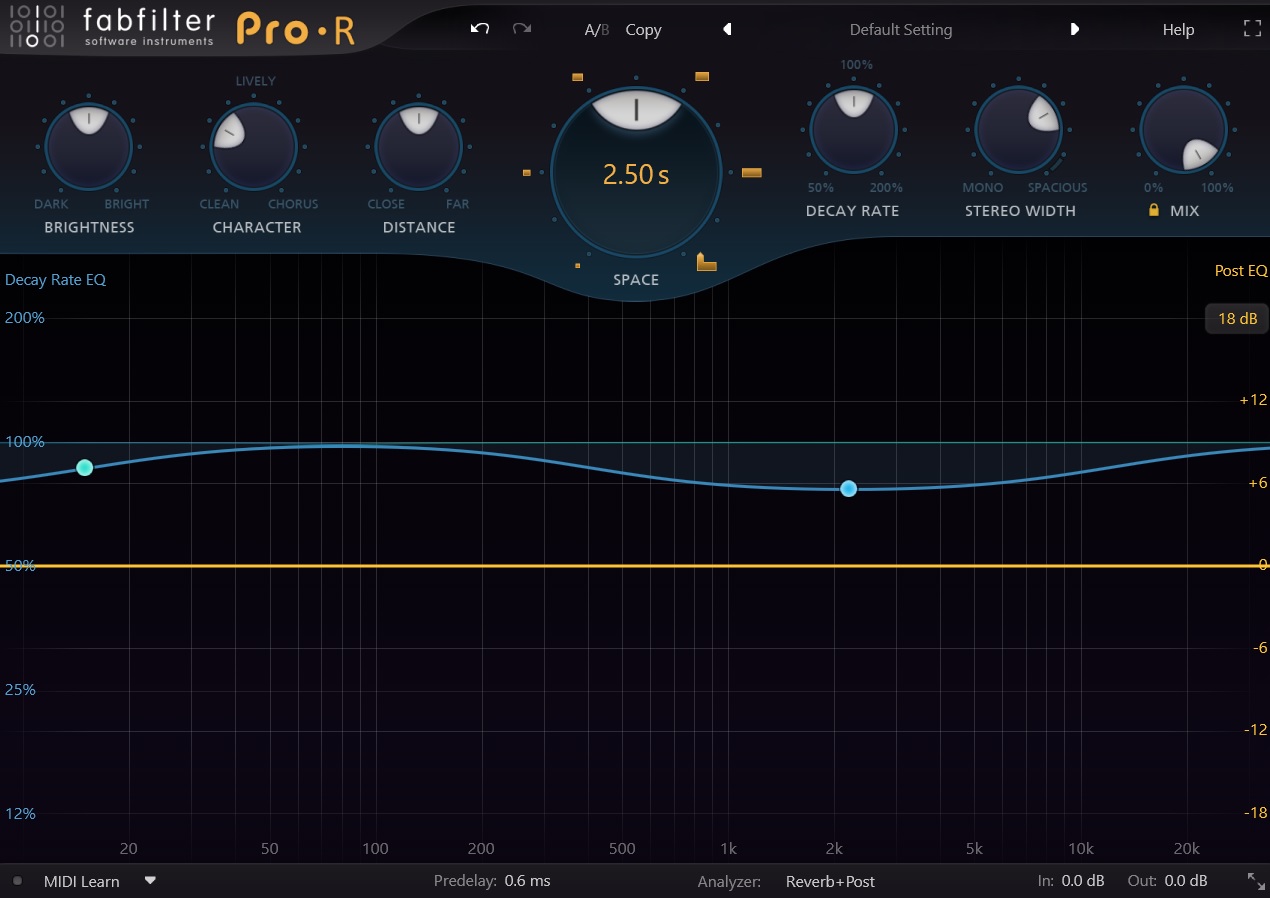 fabfilter
software instruments
Pro·R
A/B Copy Default Setting Help
LIVELY
100%
DARK BRIGHT
BRIGHTNESS
CLEAN CHORUS
CHARACTER
CLOSE FAR
DISTANCE
2.50 s
SPACE
50% 200%
DECAY RATE
MONO SPACIOUS
STEREO WIDTH
0% 100%
MIX
Decay Rate EQ
Post EQ
200%
18 dB
+12
100%
+6
50%
0
-6
25%
-12
12%
-18
20 50 100 200 500 1k 2k 5k 10k 20k
MIDI Learn Predelay: 0.6 ms Analyzer: Reverb+Post In: 0.0 dB Out: 0.0 dB